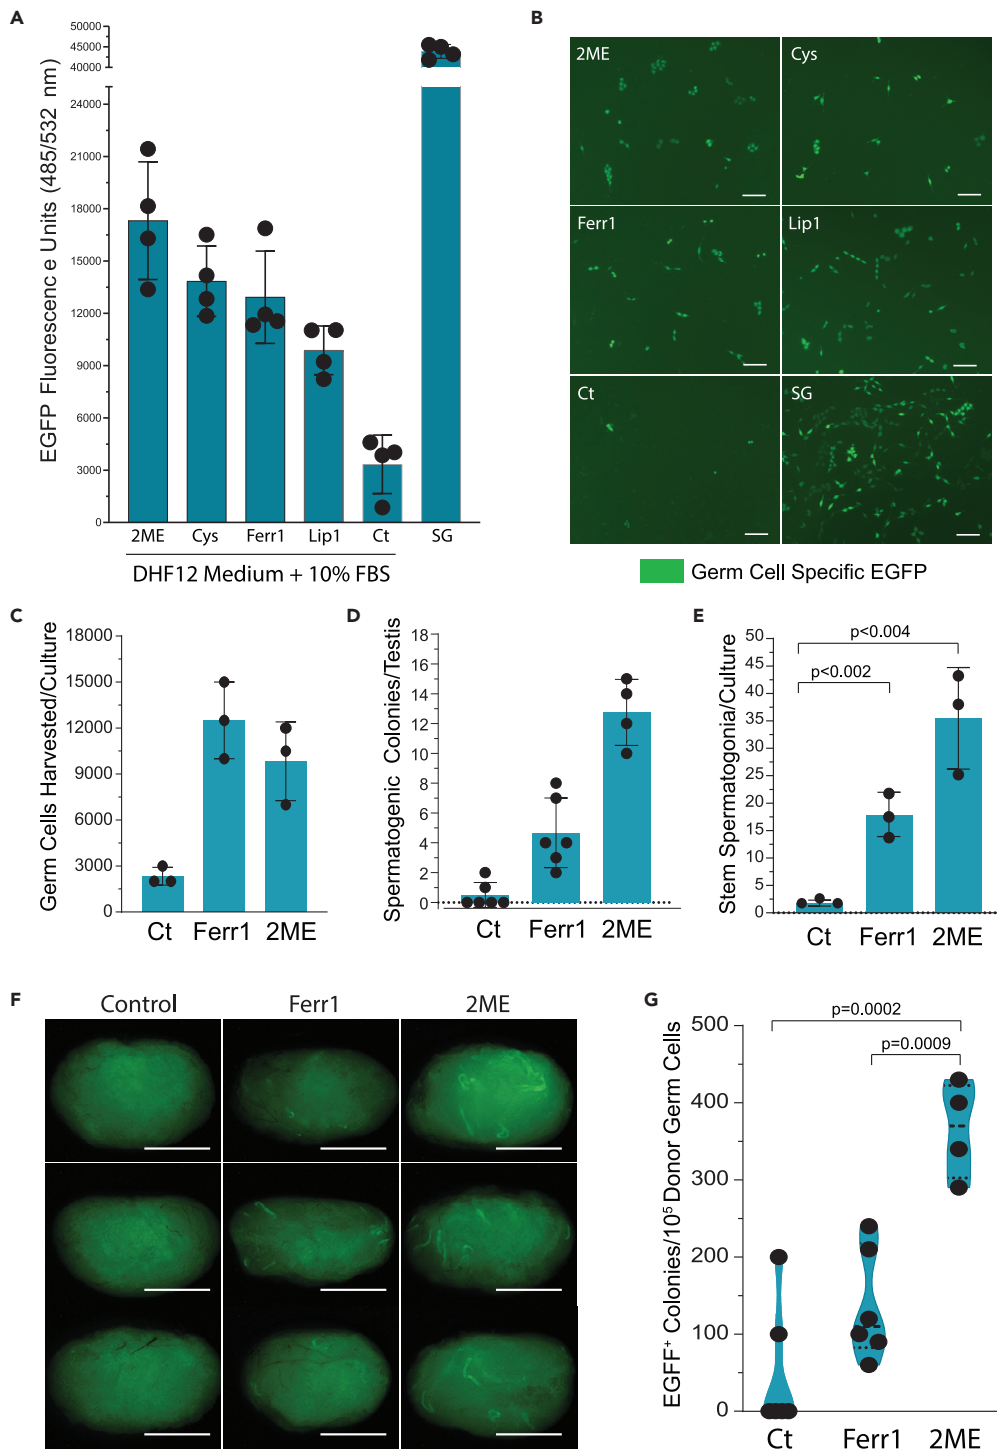 A
EGFP Fluorescence Units (485/532 nm)
50000
45000
40000
24000
21000
18000
15000
12000
9000
6000
3000
0
2ME Cys Ferr1 Lip1 Ct SG
DHF12 Medium + 10% FBS
B
2ME Cys
Ferr1 Lip1
Ct SG
Germ Cell Specific EGFP
C
Germ Cells Harvested/Culture
18000
15000
12000
9000
6000
3000
0
Ct Ferr1 2ME
D
Spermatogenic Colonies/Testis
18
16
14
12
10
8
6
4
2
0
Ct Ferr1 2ME
E
Stem Spermatogonia/Culture
50
45
40
35
30
25
20
15
10
5
0
p<0.004
p<0.002
Ct Ferr1 2ME
F
Control Ferr1 2ME
G
EGFF+ Colonies/10⁵ Donor Germ Cells
500
400
300
200
100
0
p=0.0002
p=0.0009
Ct Ferr1 2ME